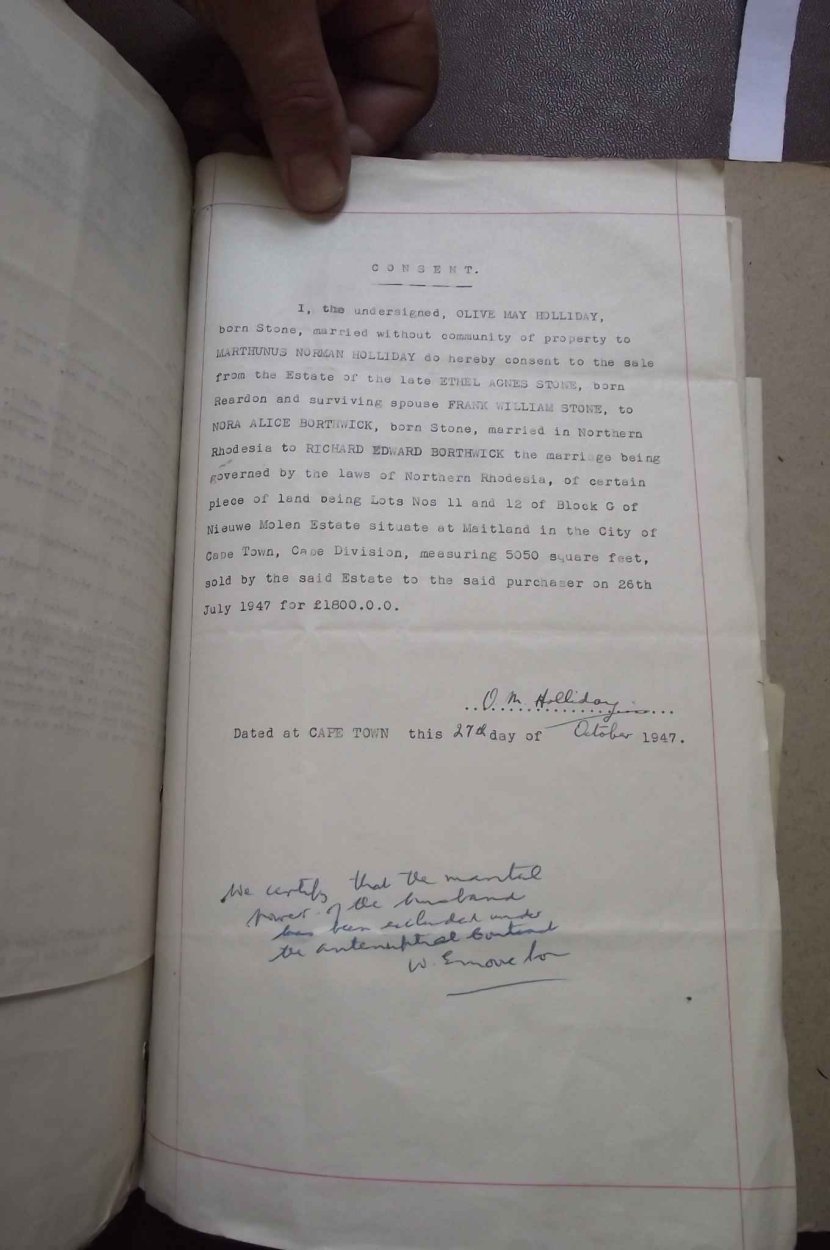 CONSENT.
I, the undersigned, OLIVE MAY HOLLIDAY,
born Stone, married without community of property to
MARTHUNUS NORMAN HOLLIDAY do hereby consent to the sale
from the Estate of the late ETHEL AGNES STONE, born
Reardon and surviving spouse FRANK WILLIAM STONE, to
NORA ALICE BORTHWICK, born Stone, married in Northern
Rhodesia to RICHARD EDWARD BORTHWICK the marriage being
governed by the laws of Northern Rhodesia, of certain
piece of land being Lots Nos 11 and 12 of Block G of
Nieuwe Molen Estate situate at Maitland in the City of
Cape Town, Cape Division, measuring 5050 square feet,
sold by the said Estate to the said purchaser on 26th
July 1947 for £1800.0.0.
O. M. Holliday
Dated at CAPE TOWN this 27th day of October 1947.
We certify that the marital
power of the husband
has been excluded under
the antenuptial Contract
W.